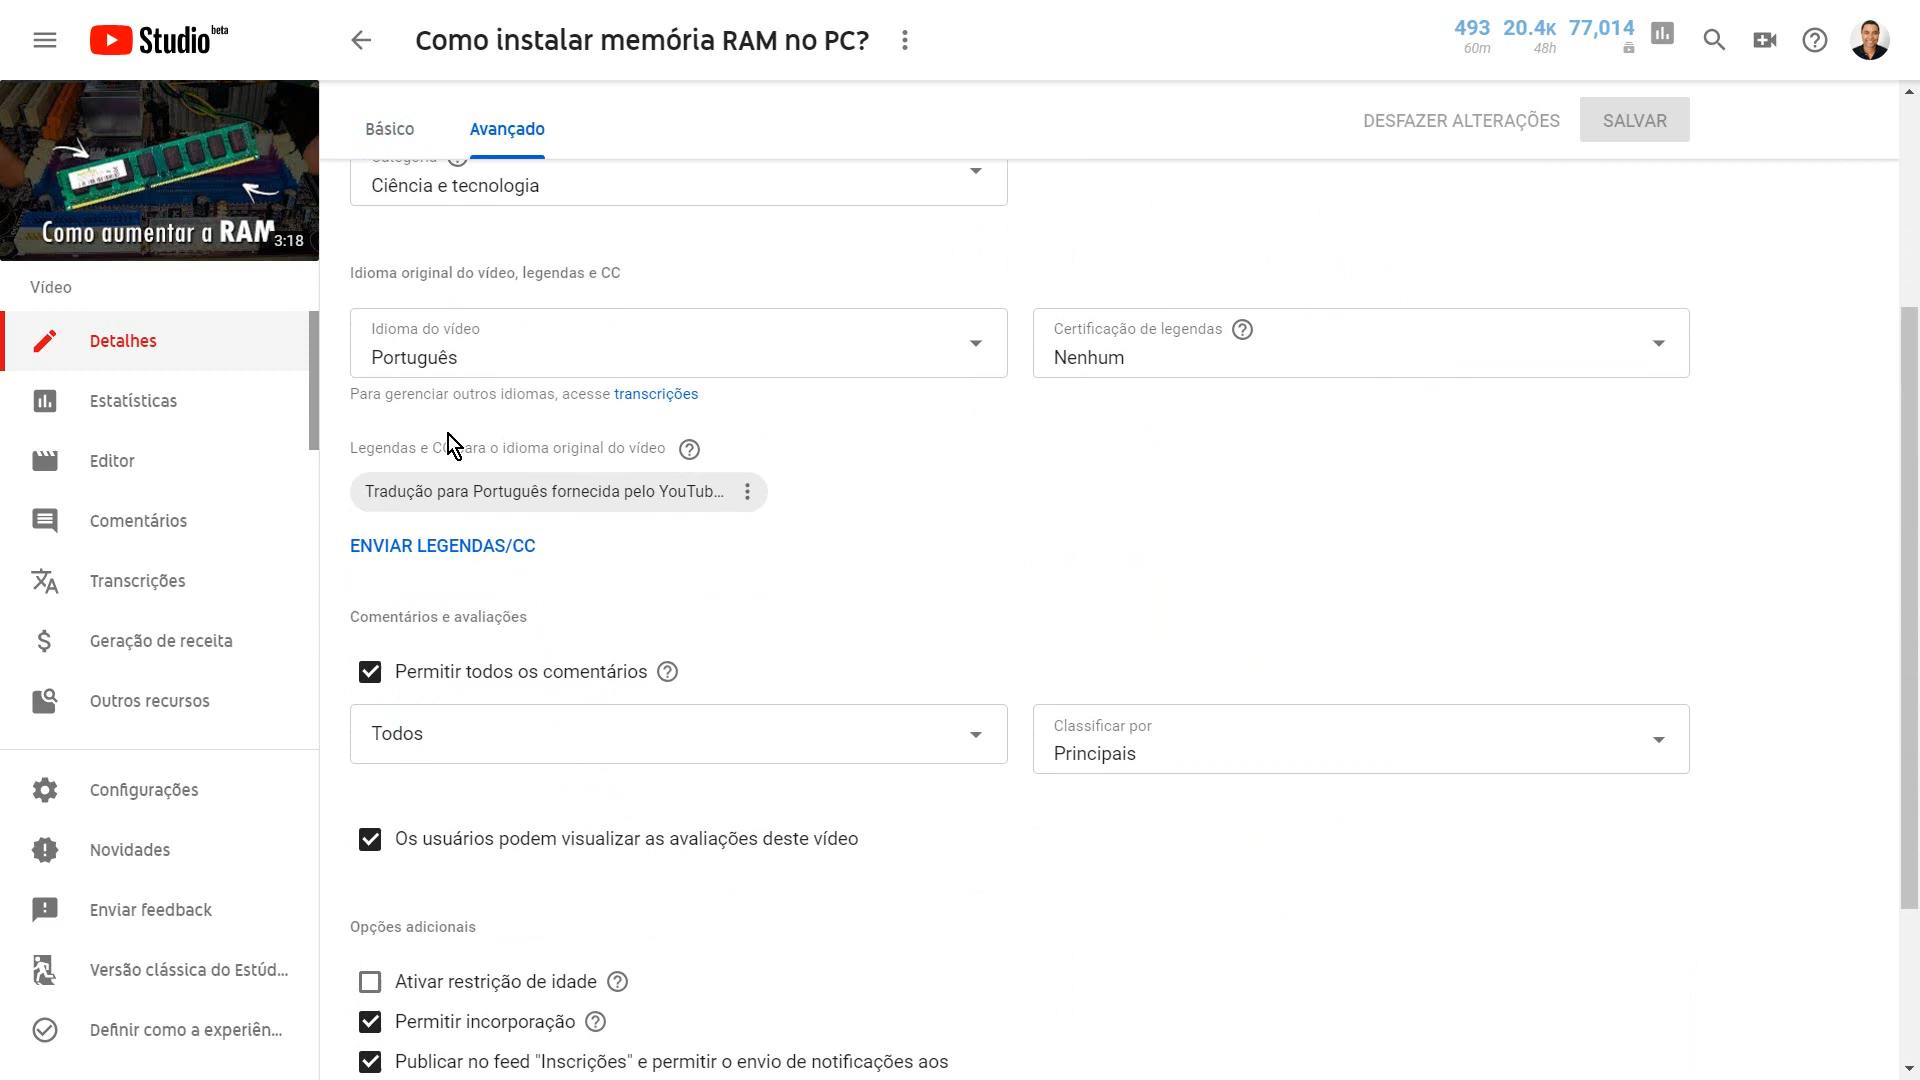 Studio beta
Como instalar memória RAM no PC?
493 20.4K 77,014
60m 48h
Como aumentar a RAM
3:18
Básico
Avançado
DESFAZER ALTERAÇÕES
SALVAR
Categoria
Ciência e tecnologia
Vídeo
Detalhes
Estatísticas
Editor
Comentários
Transcrições
Geração de receita
Outros recursos
Configurações
Novidades
Enviar feedback
Versão clássica do Estúd...
Definir como a experiên...
Idioma original do vídeo, legendas e CC
Idioma do vídeo
Português
Certificação de legendas
Nenhum
Para gerenciar outros idiomas, acesse transcrições
Legendas e CC para o idioma original do vídeo
Tradução para Português fornecida pelo YouTub...
ENVIAR LEGENDAS/CC
Comentários e avaliações
Permitir todos os comentários
Todos
Classificar por
Principais
Os usuários podem visualizar as avaliações deste vídeo
Opções adicionais
Ativar restrição de idade
Permitir incorporação
Publicar no feed "Inscrições" e permitir o envio de notificações aos